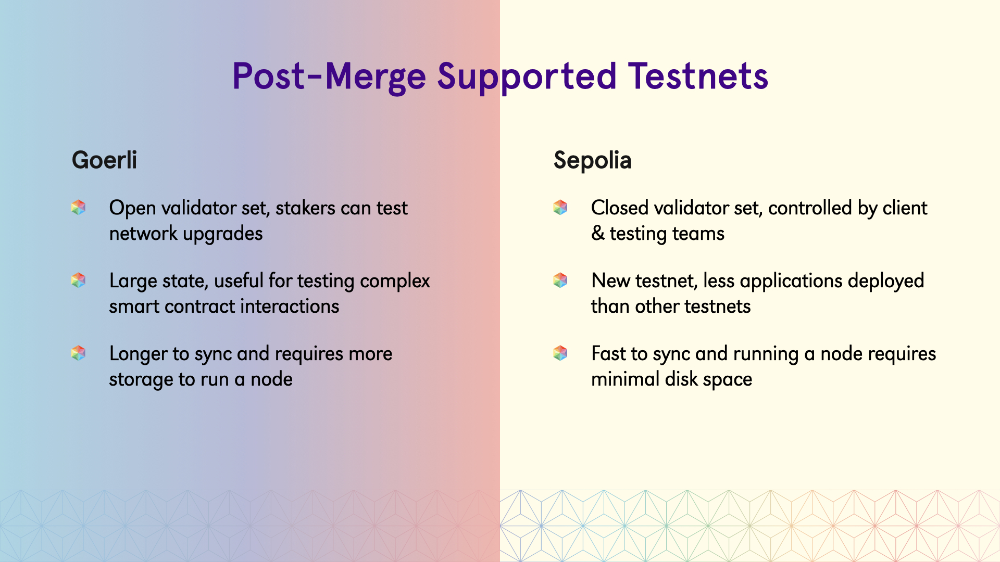 Post-Merge Supported Testnets
Goerli
Open validator set, stakers can test
network upgrades
Large state, useful for testing complex
smart contract interactions
Longer to sync and requires more
storage to run a node
Sepolia
Closed validator set, controlled by client
& testing teams
New testnet, less applications deployed
than other testnets
Fast to sync and running a node requires
minimal disk space